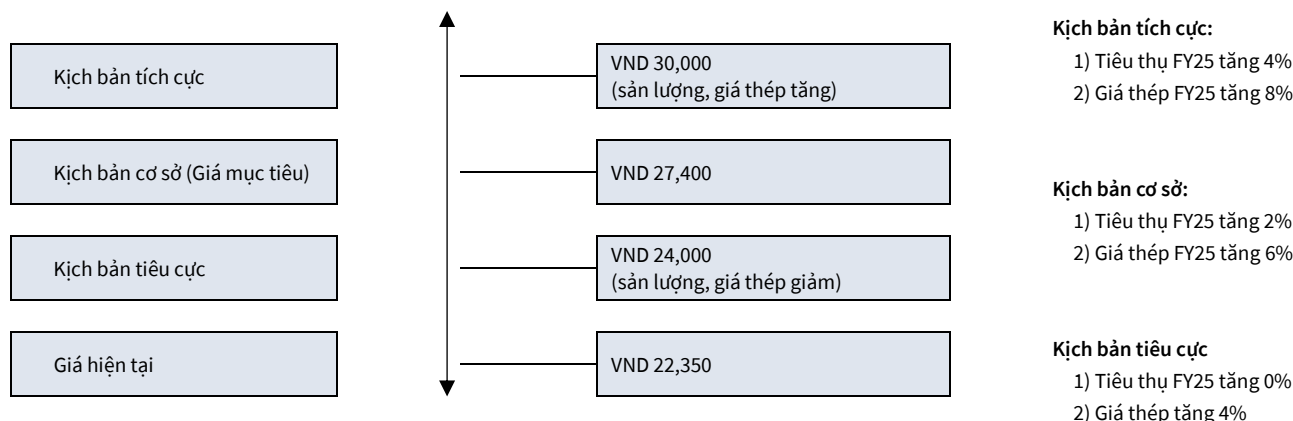 Kịch bản tích cực
Kịch bản cơ sở (Giá mục tiêu)
Kịch bản tiêu cực
Giá hiện tại
VND 30,000
(sản lượng, giá thép tăng)
VND 27,400
VND 24,000
(sản lượng, giá thép giảm)
VND 22,350
Kịch bản tích cực:
1) Tiêu thụ FY25 tăng 4%
2) Giá thép FY25 tăng 8%
Kịch bản cơ sở:
1) Tiêu thụ FY25 tăng 2%
2) Giá thép FY25 tăng 6%
Kịch bản tiêu cực
1) Tiêu thụ FY25 tăng 0%
2) Giá thép tăng 4%